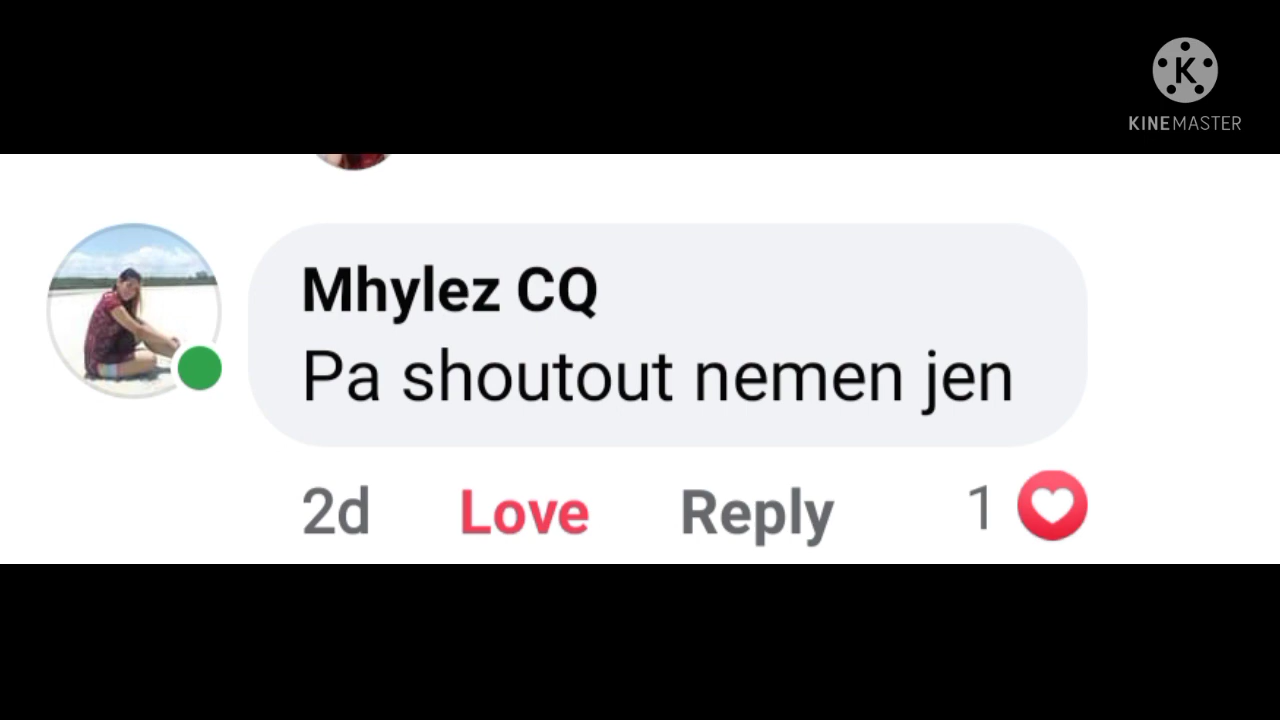 K
KINEMASTER
Mhylez CQ
Pa shoutout nemen jen
2d Love Reply 1